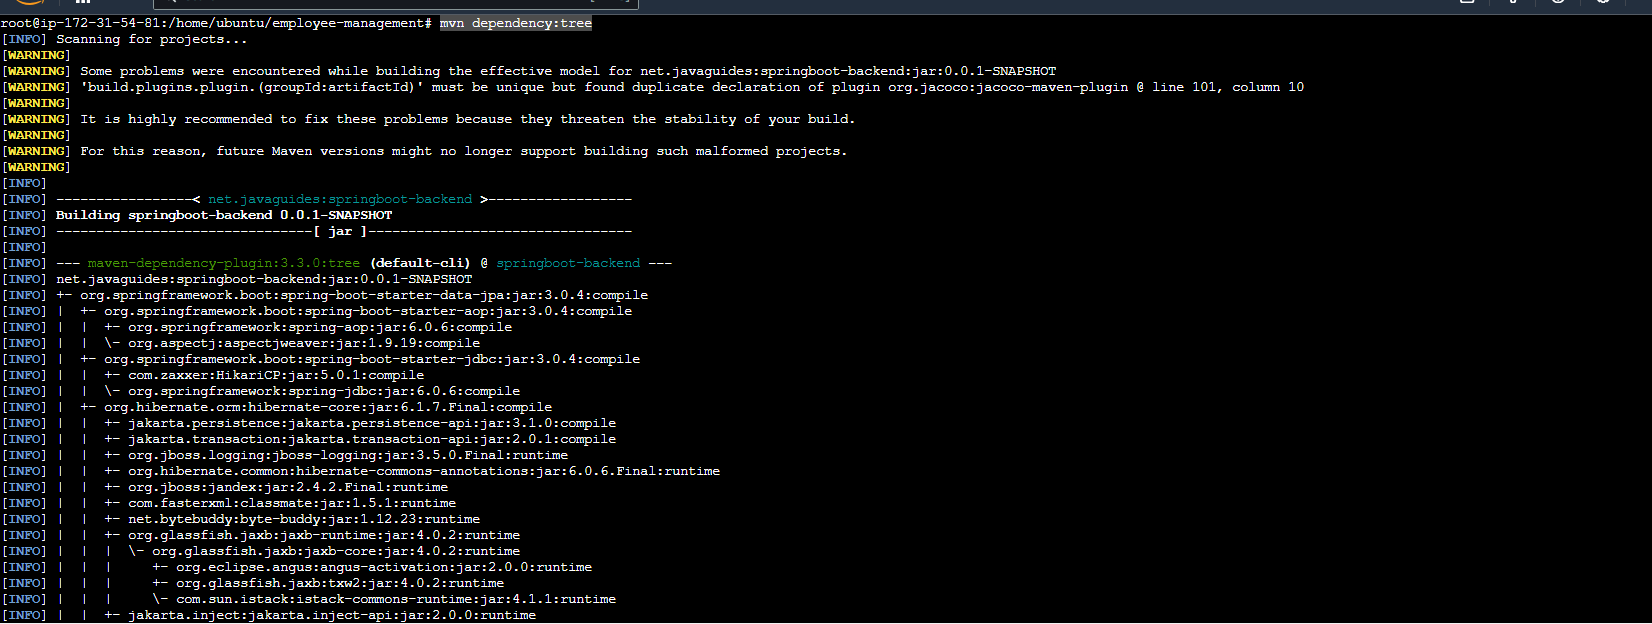 root@ip-172-31-54-81:/home/ubuntu/employee-management# mvn dependency:tree
[INFO] Scanning for projects...
[WARNING]
[WARNING] Some problems were encountered while building the effective model for net.javaguides:springboot-backend:jar:0.0.1-SNAPSHOT
[WARNING] 'build.plugins.plugin.(groupId:artifactId)' must be unique but found duplicate declaration of plugin org.jacoco:jacoco-maven-plugin @ line 101, column 10
[WARNING]
[WARNING] It is highly recommended to fix these problems because they threaten the stability of your build.
[WARNING]
[WARNING] For this reason, future Maven versions might no longer support building such malformed projects.
[WARNING]
[INFO]
[INFO] -----------------< net.javaguides:springboot-backend >------------------
[INFO] Building springboot-backend 0.0.1-SNAPSHOT
[INFO] --------------------------------[ jar ]---------------------------------
[INFO]
[INFO] --- maven-dependency-plugin:3.3.0:tree (default-cli) @ springboot-backend ---
[INFO] net.javaguides:springboot-backend:jar:0.0.1-SNAPSHOT
[INFO] +- org.springframework.boot:spring-boot-starter-data-jpa:jar:3.0.4:compile
[INFO] |  +- org.springframework.boot:spring-boot-starter-aop:jar:3.0.4:compile
[INFO] |  |  +- org.springframework:spring-aop:jar:6.0.6:compile
[INFO] |  |  \- org.aspectj:aspectjweaver:jar:1.9.19:compile
[INFO] |  +- org.springframework.boot:spring-boot-starter-jdbc:jar:3.0.4:compile
[INFO] |  |  +- com.zaxxer:HikariCP:jar:5.0.1:compile
[INFO] |  |  \- org.springframework:spring-jdbc:jar:6.0.6:compile
[INFO] |  +- org.hibernate.orm:hibernate-core:jar:6.1.7.Final:compile
[INFO] |  |  +- jakarta.persistence:jakarta.persistence-api:jar:3.1.0:compile
[INFO] |  |  +- jakarta.transaction:jakarta.transaction-api:jar:2.0.1:compile
[INFO] |  |  +- org.jboss.logging:jboss-logging:jar:3.5.0.Final:runtime
[INFO] |  |  +- org.hibernate.common:hibernate-commons-annotations:jar:6.0.6.Final:runtime
[INFO] |  |  +- org.jboss:jandex:jar:2.4.2.Final:runtime
[INFO] |  |  +- com.fasterxml:classmate:jar:1.5.1:runtime
[INFO] |  |  +- net.bytebuddy:byte-buddy:jar:1.12.23:runtime
[INFO] |  |  +- org.glassfish.jaxb:jaxb-runtime:jar:4.0.2:runtime
[INFO] |  |  |  \- org.glassfish.jaxb:jaxb-core:jar:4.0.2:runtime
[INFO] |  |  |     +- org.eclipse.angus:angus-activation:jar:2.0.0:runtime
[INFO] |  |  |     +- org.glassfish.jaxb:txw2:jar:4.0.2:runtime
[INFO] |  |  |     \- com.sun.istack:istack-commons-runtime:jar:4.1.1:runtime
[INFO] |  |  +- jakarta.inject:jakarta.inject-api:jar:2.0.0:runtime